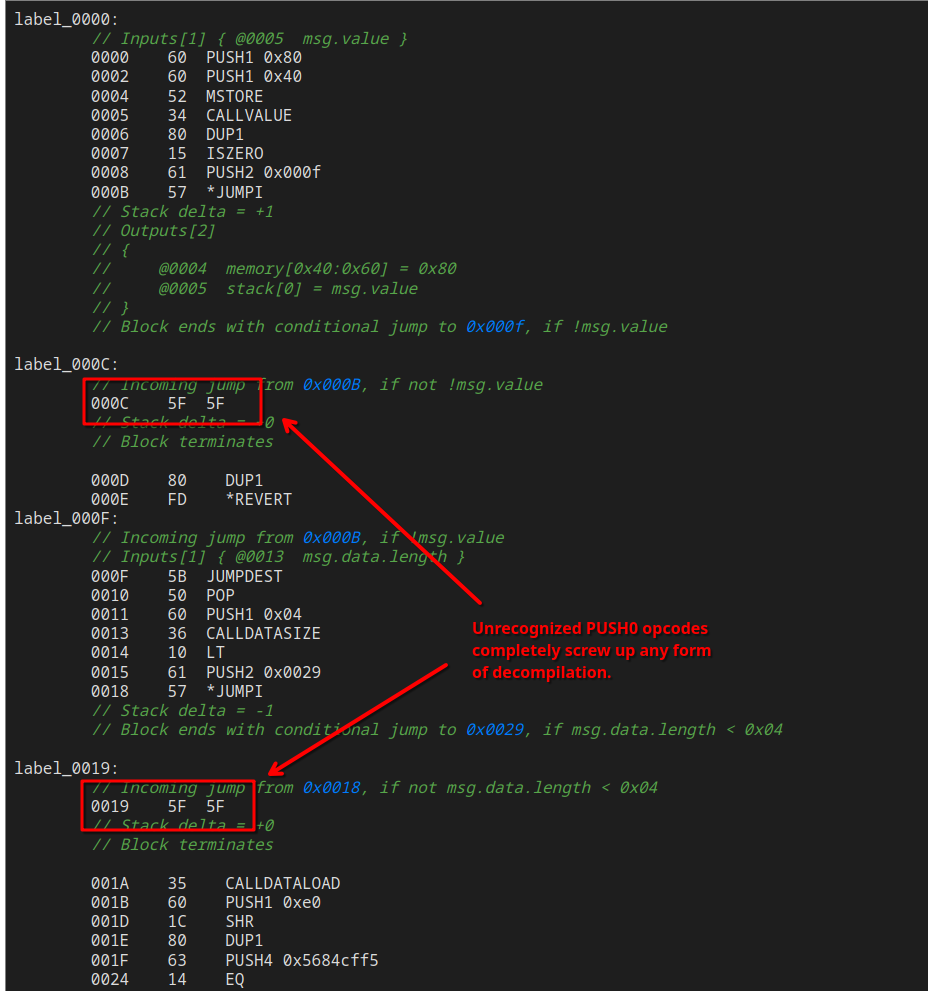 label_0000:
// Inputs[1] { @0005  msg.value }
0000    60  PUSH1 0x80
0002    60  PUSH1 0x40
0004    52  MSTORE
0005    34  CALLVALUE
0006    80  DUP1
0007    15  ISZERO
0008    61  PUSH2 0x000f
000B    57  *JUMPI
// Stack delta = +1
// Outputs[2]
// {
//     @0004  memory[0x40:0x60] = 0x80
//     @0005  stack[0] = msg.value
// }
// Block ends with conditional jump to 0x000f, if !msg.value
label_000C:
// Incoming jump from 0x000B, if not !msg.value
000C    5F  5F
// Stack delta = +0
// Block terminates
000D    80    DUP1
000E    FD    *REVERT
label_000F:
// Incoming jump from 0x000B, if !msg.value
// Inputs[1] { @0013  msg.data.length }
000F    5B  JUMPDEST
0010    50  POP
0011    60  PUSH1 0x04
0013    36  CALLDATASIZE
0014    10  LT
0015    61  PUSH2 0x0029
0018    57  *JUMPI
// Stack delta = -1
// Block ends with conditional jump to 0x0029, if msg.data.length < 0x04
Unrecognized PUSH0 opcodes
completely screw up any form
of decompilation.
label_0019:
// Incoming jump from 0x0018, if not msg.data.length < 0x04
0019    5F  5F
// Stack delta = +0
// Block terminates
001A    35    CALLDATALOAD
001B    60    PUSH1 0xe0
001D    1C    SHR
001E    80    DUP1
001F    63    PUSH4 0x5684cff5
0024    14    EQ